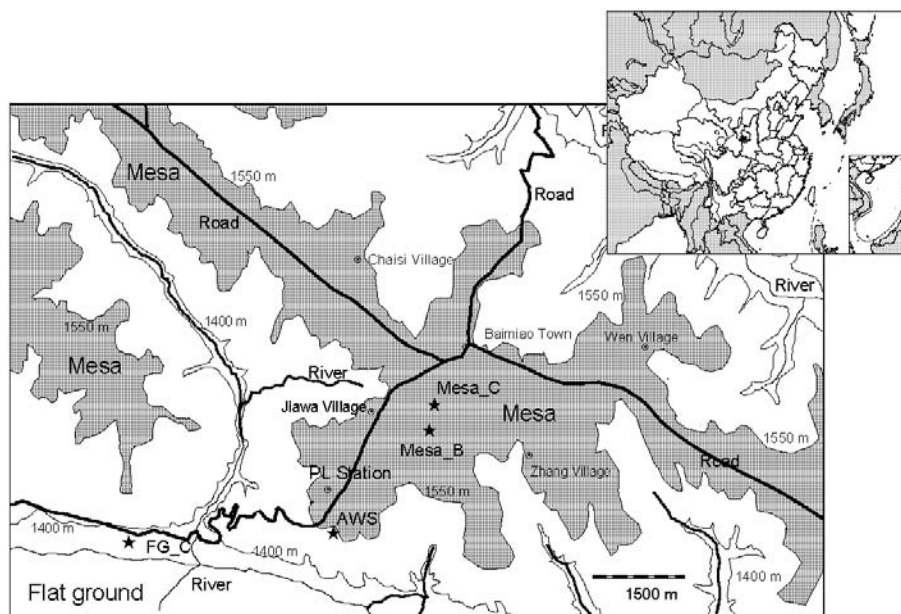 Mesa
1550 m
Road
Road
Chaisi Village
1550 m
River
1400 m
1550 m
Mesa
Baimiao Town
Wen Village
River
Jiawa Village
Mesa_C
Mesa
Mesa_B
1550 m
Road
PL Station
Zhang Village
1550 m
AWS
1400 m
FG_C
1400 m
1400 m
River
Flat ground
1500 m